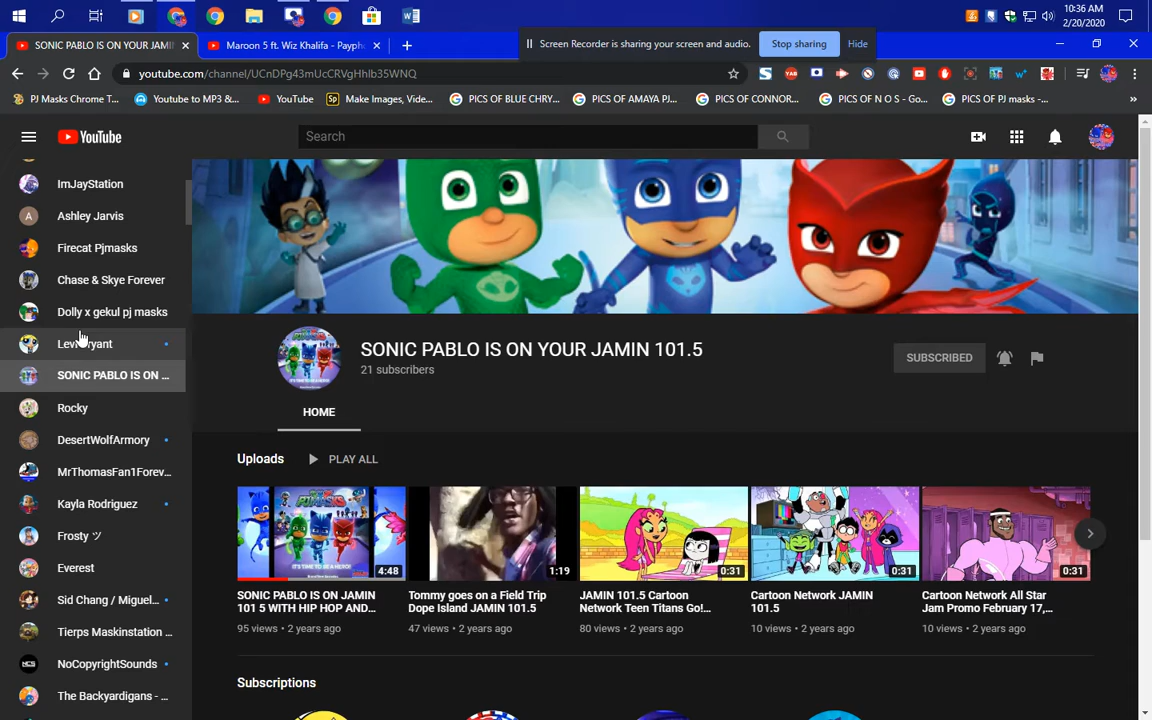 10:36 AM
2/20/2020
SONIC PABLO IS ON YOUR JAMI
Maroon 5 ft. Wiz Khalifa - Payph
Screen Recorder is sharing your screen and audio.
Stop sharing
Hide
youtube.com/channel/UCnDPg43mUcCRVgHhlb35WNQ
PJ Masks Chrome T...
Youtube to MP3 &...
YouTube
Make Images, Vide...
PICS OF BLUE CHRY...
PICS OF AMAYA PJ...
PICS OF CONNOR...
PICS OF N O S - Go...
PICS OF PJ masks -...
YouTube
Search
ImJayStation
Ashley Jarvis
Firecat Pjmasks
Chase & Skye Forever
Dolly x gekul pj masks
SONIC PABLO IS ON ...
Rocky
DesertWolfArmory
MrThomasFan1Forev...
Kayla Rodriguez
Frosty ツ
Everest
Sid Chang / Miguel...
Tierps Maskinstation ...
NoCopyrightSounds
The Backyardigans - ...
SONIC PABLO IS ON YOUR JAMIN 101.5
21 subscribers
SUBSCRIBED
HOME
Uploads
PLAY ALL
4:48
1:19
0:31
0:31
0:31
SONIC PABLO IS ON JAMIN
101 5 WITH HIP HOP AND...
95 views • 2 years ago
Tommy goes on a Field Trip
Dope Island JAMIN 101.5
47 views • 2 years ago
JAMIN 101.5 Cartoon
Network Teen Titans Go!...
80 views • 2 years ago
Cartoon Network JAMIN
101.5
10 views • 2 years ago
Cartoon Network All Star
Jam Promo February 17,...
10 views • 2 years ago
Subscriptions